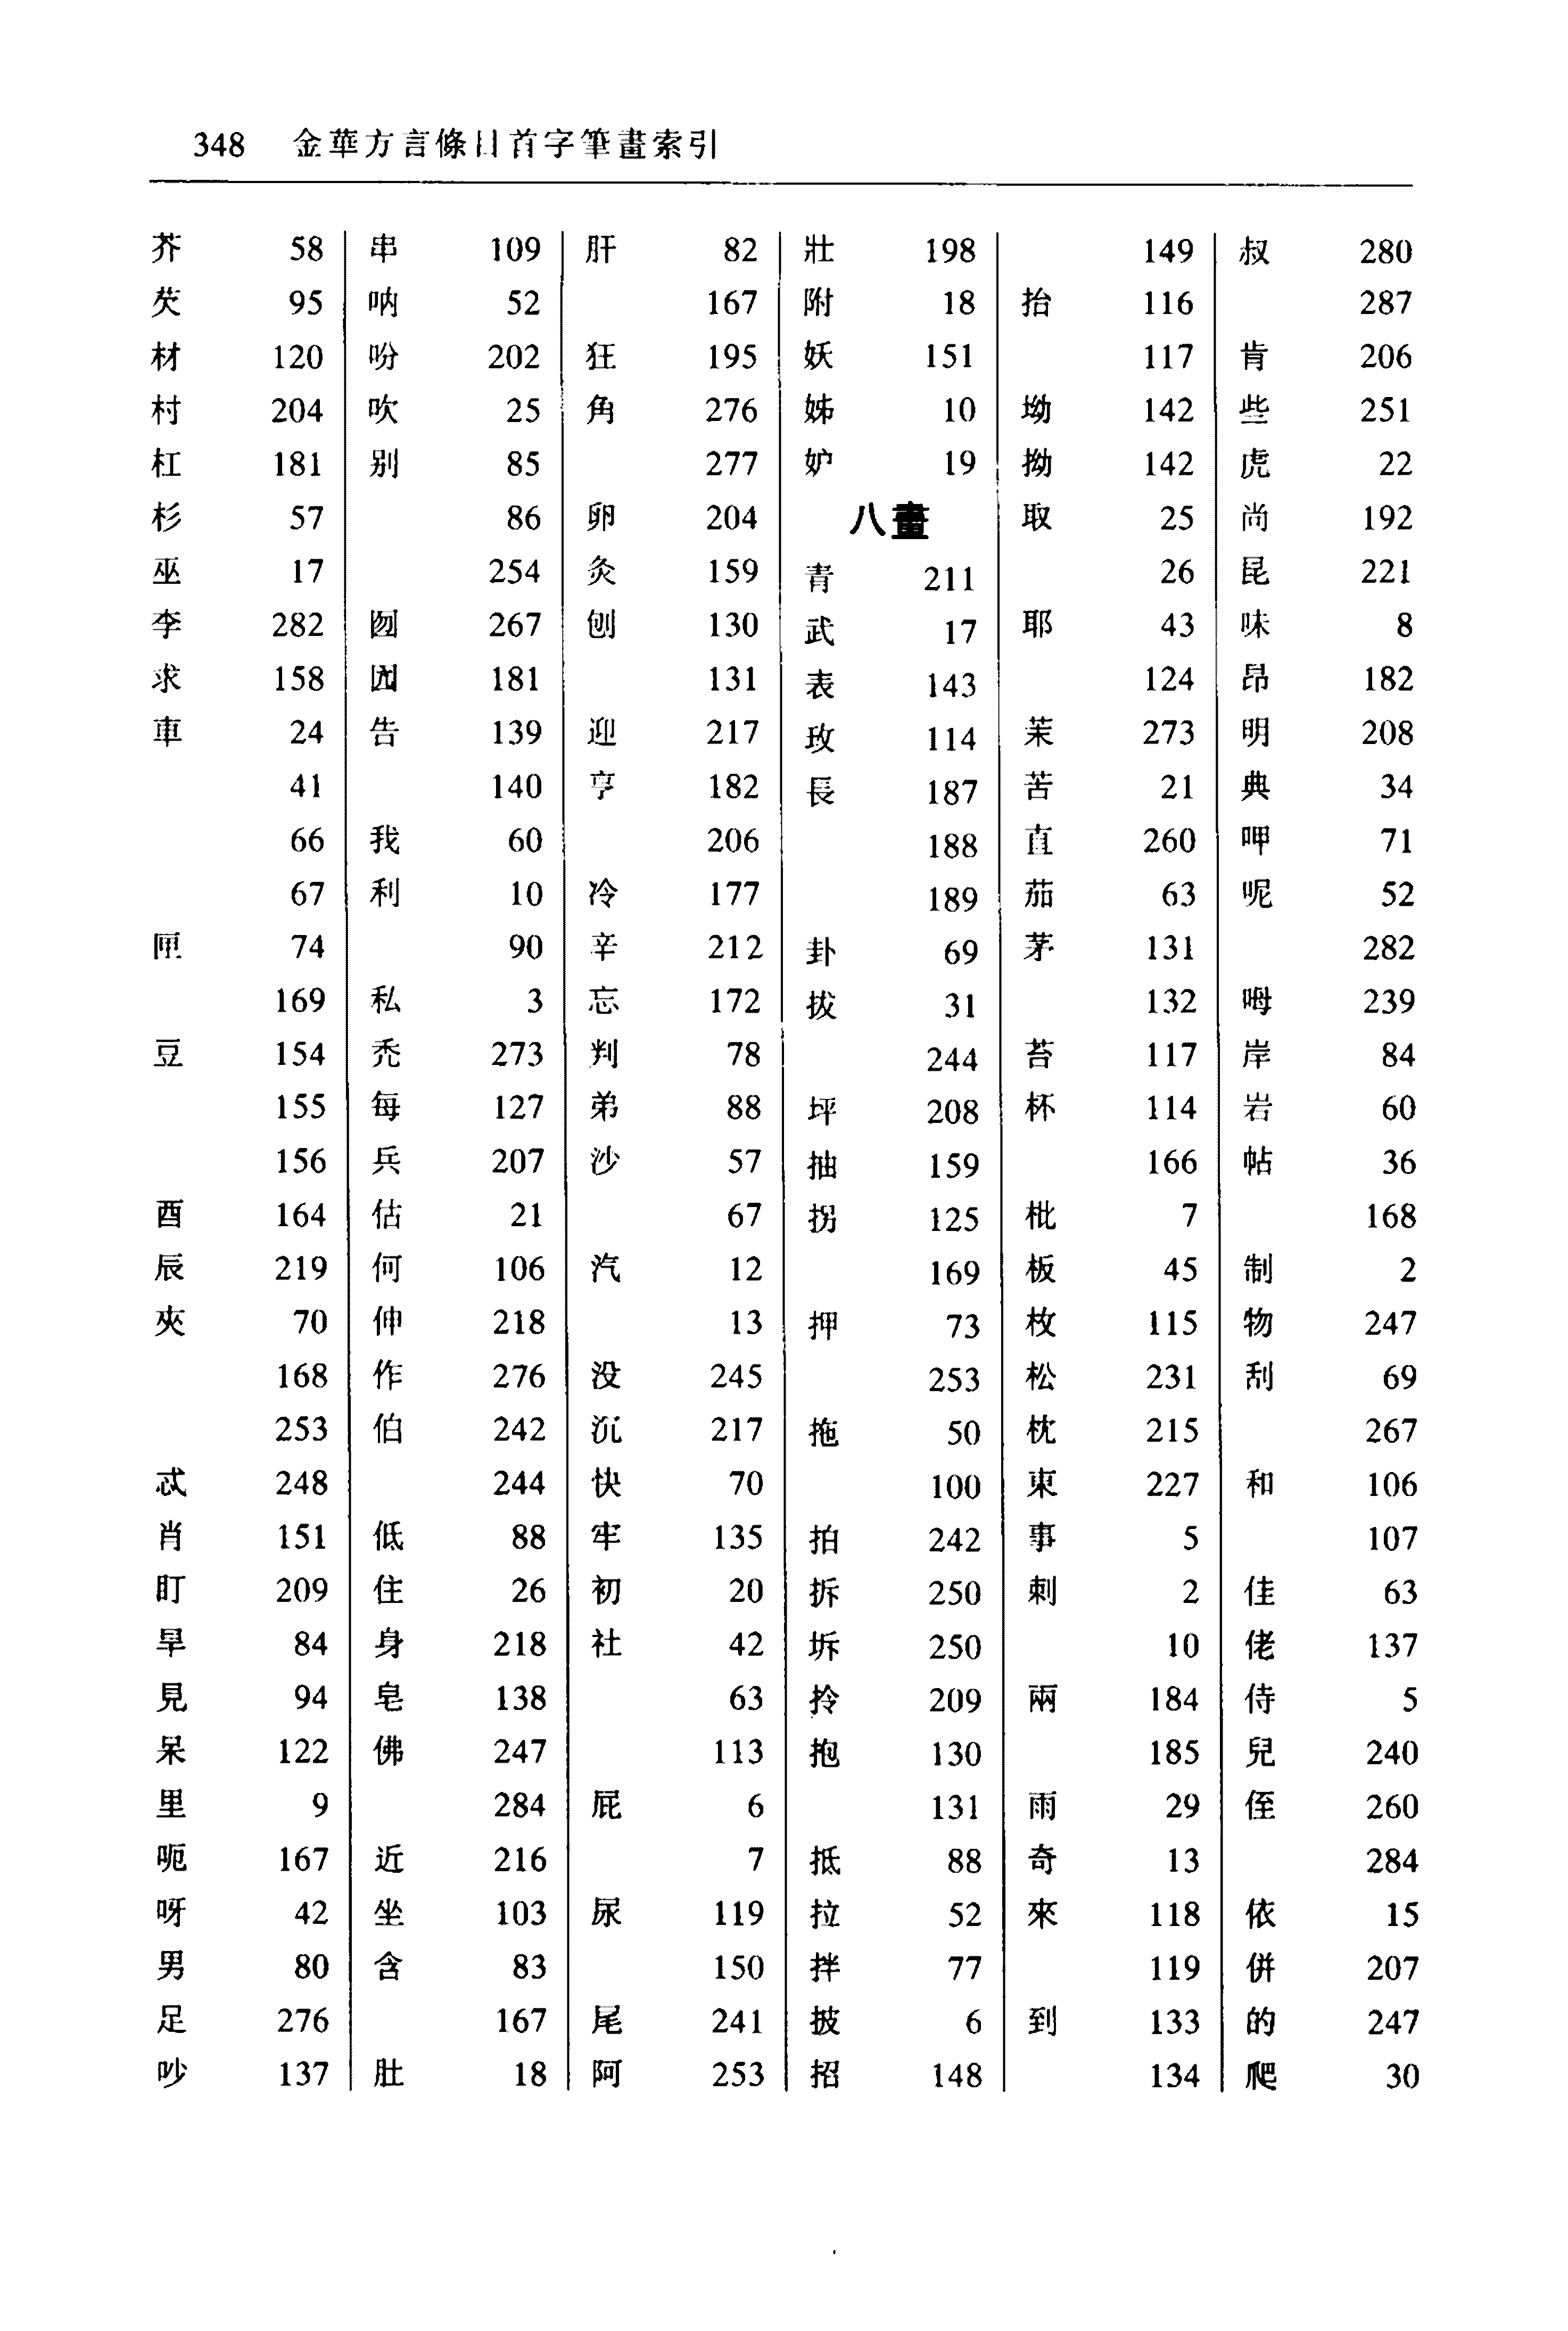 348 金華方言條目首字筆畫索引
芥 58
芡 95
材 120
村 204
杠 181
杉 57
巫 17
李 282
求 158
車 24
41
66
67
匣 74
169
豆 154
155
156
酉 164
辰 219
夾 70
168
253
忒 248
肖 151
盯 209
旱 84
見 94
呆 122
里 9
呃 167
呀 42
男 80
足 276
吵 137
串 109
吶 52
吩 202
吹 25
别 85
86
254
囫 267
囥 181
告 139
140
我 60
利 10
90
私 3
禿 273
每 127
兵 207
估 21
何 106
伸 218
作 276
伯 242
244
低 88
住 26
身 218
皂 138
佛 247
284
近 216
坐 103
含 83
167
肚 18
肝 82
167
狂 195
角 276
277
卵 204
灸 159
刨 130
131
迎 217
亨 182
206
冷 177
辛 212
忘 172
判 78
弟 88
沙 57
67
汽 12
13
没 245
沉 217
快 70
牢 135
初 20
社 42
63
113
屁 6
7
尿 119
150
尾 241
阿 253
壯 198
附 18
妖 151
姊 10
妒 19
八畫
青 211
武 17
表 143
玫 114
長 187
188
189
卦 69
拔 31
244
坪 208
抽 159
拐 125
169
押 73
253
拖 50
100
拍 242
拆 250
坼 250
拎 209
抱 130
131
抵 88
拉 52
拌 77
披 6
招 148
149
抬 116
117
坳 142
拗 142
取 25
26
耶 43
124
茉 273
苦 21
直 260
茄 63
茅 131
132
苔 117
杯 114
166
枇 7
板 45
枚 115
松 231
枕 215
東 227
事 5
刺 2
10
兩 184
185
雨 29
奇 13
來 118
119
到 133
134
叔 280
287
肯 206
些 251
虎 22
尚 192
昆 221
味 8
昂 182
明 208
典 34
呷 71
呢 52
282
呣 239
岸 84
岩 60
帖 36
168
制 2
物 247
刮 69
267
和 106
107
佳 63
佬 137
侍 5
兒 240
侄 260
284
依 15
併 207
的 247
爬 30